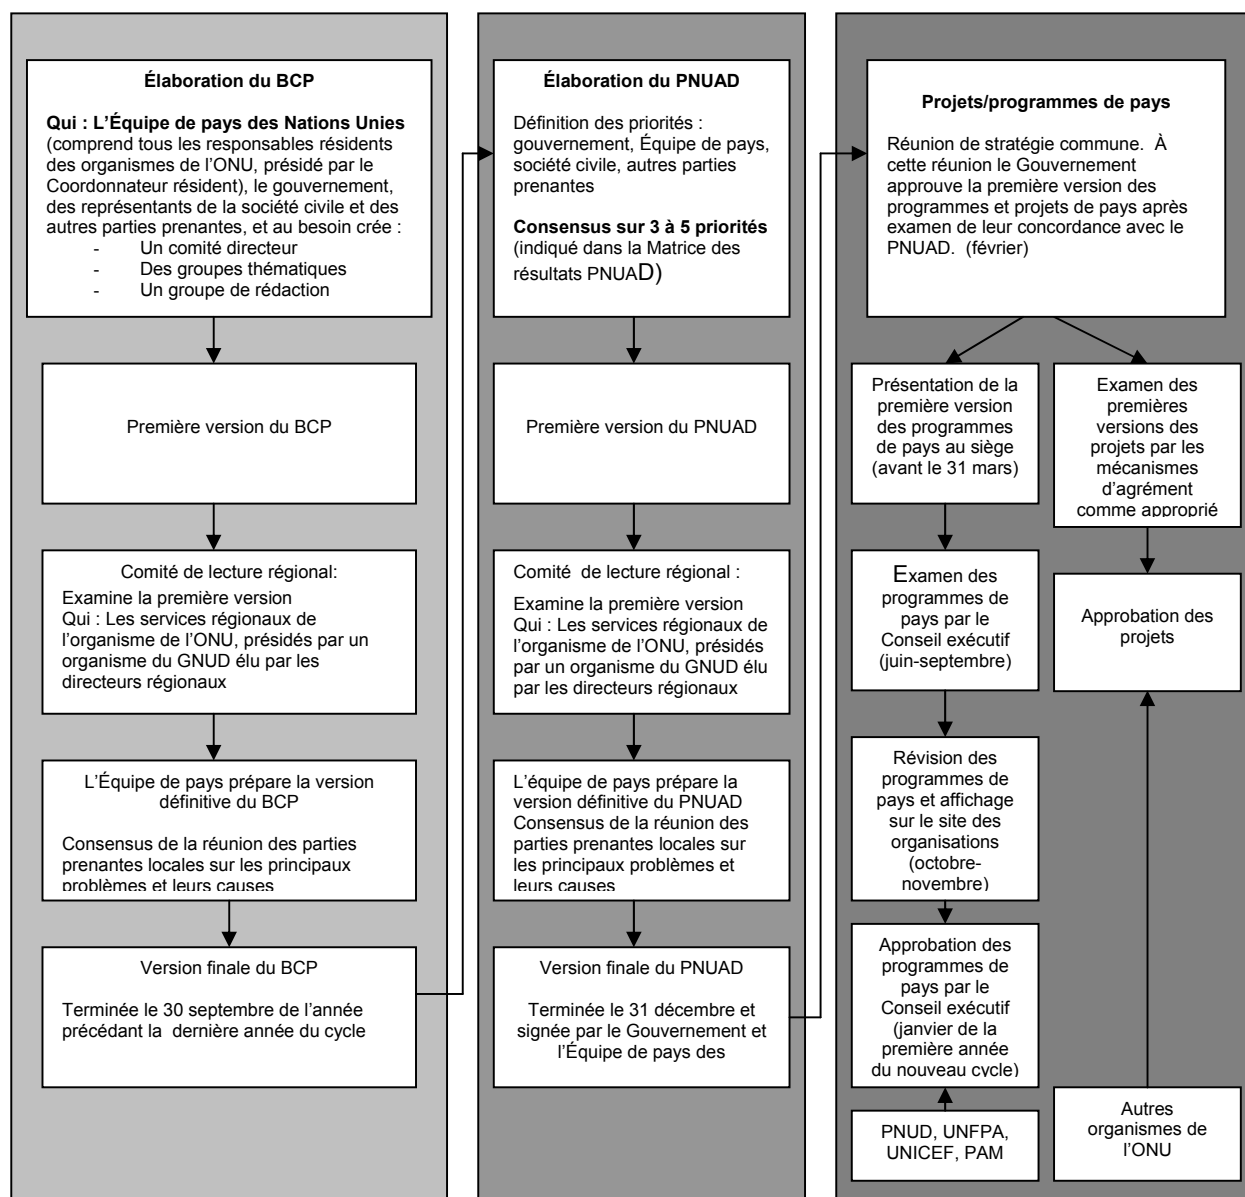 Élaboration du BCP
Qui : L’Équipe de pays des Nations Unies
(comprend tous les responsables résidents
des organismes de l’ONU, présidé par le
Coordonnateur résident), le gouvernement,
des représentants de la société civile et des
autres parties prenantes, et au besoin crée :
- Un comité directeur
- Des groupes thématiques
- Un groupe de rédaction
Première version du BCP
Comité de lecture régional:
Examine la première version
Qui : Les services régionaux de
l’organisme de l’ONU, présidés par un
organisme du GNUD élu par les
directeurs régionaux
L’Équipe de pays prépare la version
définitive du BCP
Consensus de la réunion des parties
prenantes locales sur les principaux
problèmes et leurs causes
Version finale du BCP
Terminée le 30 septembre de l’année
précédant la dernière année du cycle
Élaboration du PNUAD
Définition des priorités :
gouvernement, Équipe de pays,
société civile, autres parties
prenantes
Consensus sur 3 à 5 priorités
(indiqué dans la Matrice des
résultats PNUAD)
Première version du PNUAD
Comité de lecture régional :
Examine la première version
Qui : Les services régionaux de
l’organisme de l’ONU, présidés
par un organisme du GNUD élu
par les directeurs régionaux
L’équipe de pays prépare la
version définitive du PNUAD
Consensus de la réunion des
parties prenantes locales sur
les principaux problèmes et
leurs causes
Version finale du PNUAD
Terminée le 31 décembre et
signée par le Gouvernement et
l’Équipe de pays des
Projets/programmes de pays
Réunion de stratégie commune. À
cette réunion le Gouvernement
approuve la première version des
programmes et projets de pays après
examen de leur concordance avec le
PNUAD. (février)
Présentation de la
première version
des programmes
de pays au siège
(avant le 31 mars)
Examen des
programmes de
pays par le
Conseil exécutif
(juin-septembre)
Révision des
programmes de
pays et affichage
sur le site des
organisations
(octobre-
novembre)
Approbation des
programmes de
pays par le
Conseil exécutif
(janvier de la
première année
du nouveau cycle)
PNUD, UNFPA,
UNICEF, PAM
Examen des
premières
versions des
projets par les
mécanismes
d’agrément
comme approprié
Approbation des
projets
Autres
organismes de
l’ONU